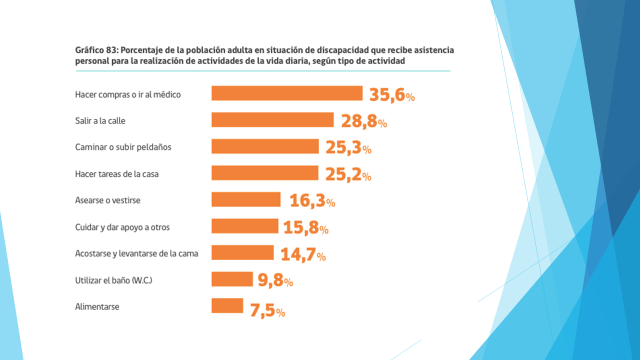 Gráfico 83: Porcentaje de la población adulta en situación de discapacidad que recibe asistencia
personal para la realización de actividades de la vida diaria, según tipo de actividad
Hacer compras o ir al médico 35,6%
Salir a la calle 28,8%
Caminar o subir peldaños 25,3%
Hacer tareas de la casa 25,2%
Asearse o vestirse 16,3%
Cuidar y dar apoyo a otros 15,8%
Acostarse y levantarse de la cama 14,7%
Utilizar el baño (W.C.) 9,8%
Alimentarse 7,5%